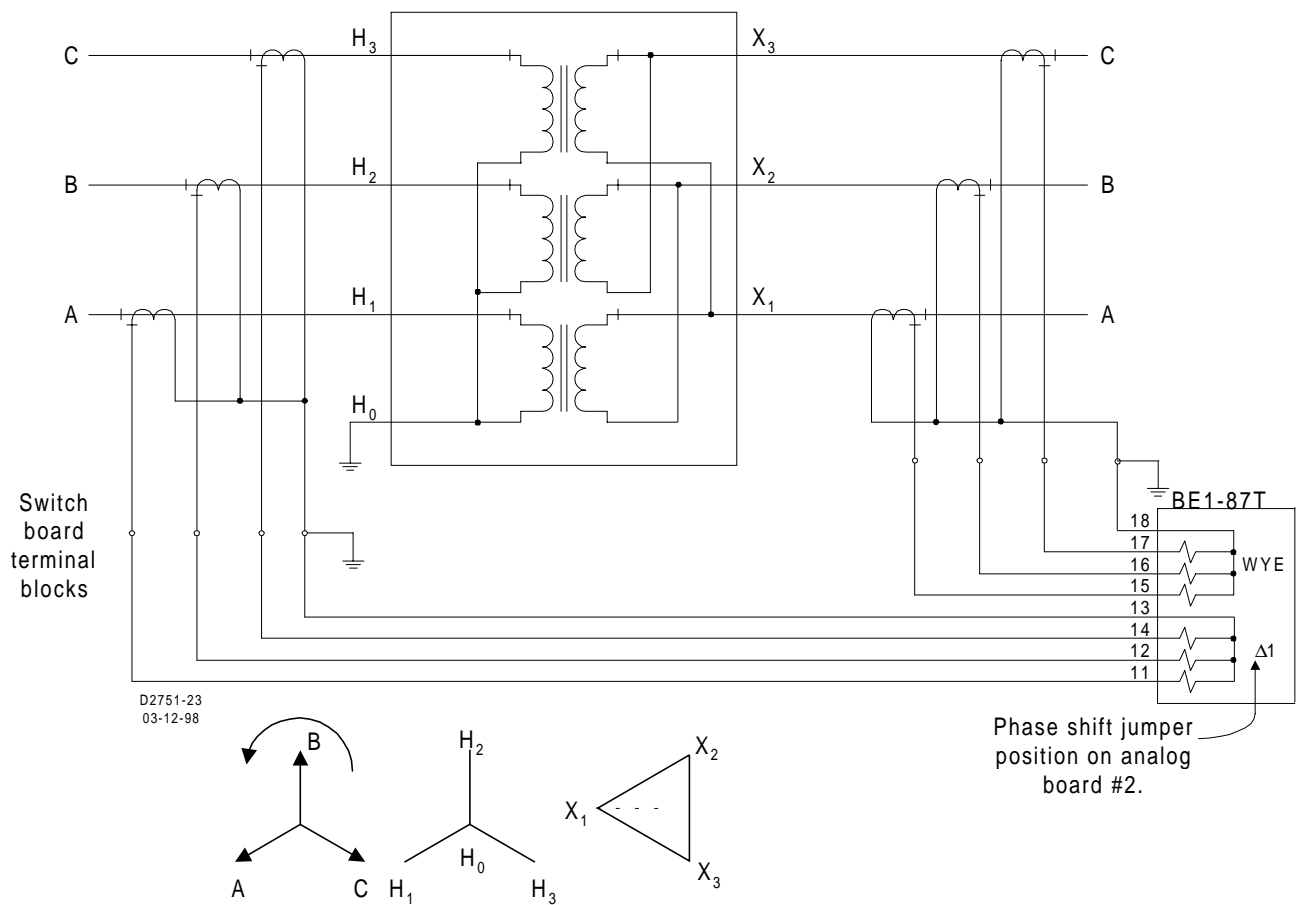 C H3 X3 C
B H2 X2 B
A H1 X1 A
H0
Switch
board
terminal
blocks
BE1-87T
18
17
16
15
WYE
13
14
12
11
Δ1
D2751-23
03-12-98
Phase shift jumper
position on analog
board #2.
B
A C
H2
H0
H1 H3
X2
X1
X3